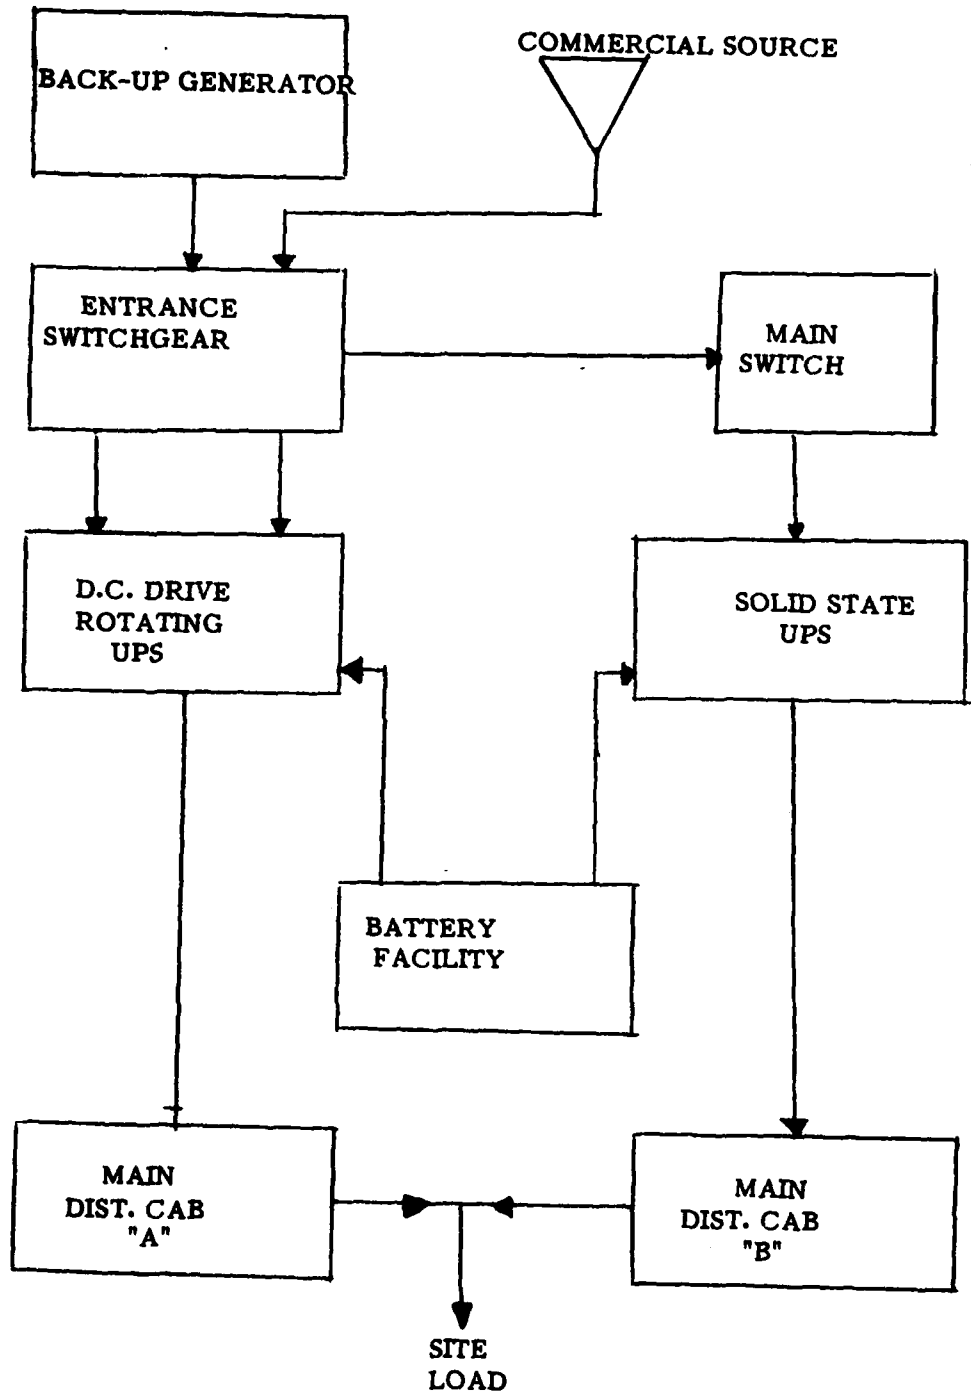 COMMERCIAL SOURCE
BACK-UP GENERATOR
ENTRANCE
SWITCHGEAR
MAIN
SWITCH
D.C. DRIVE
ROTATING
UPS
SOLID STATE
UPS
BATTERY
FACILITY
MAIN
DIST. CAB
"A"
MAIN
DIST. CAB
"B"
SITE
LOAD